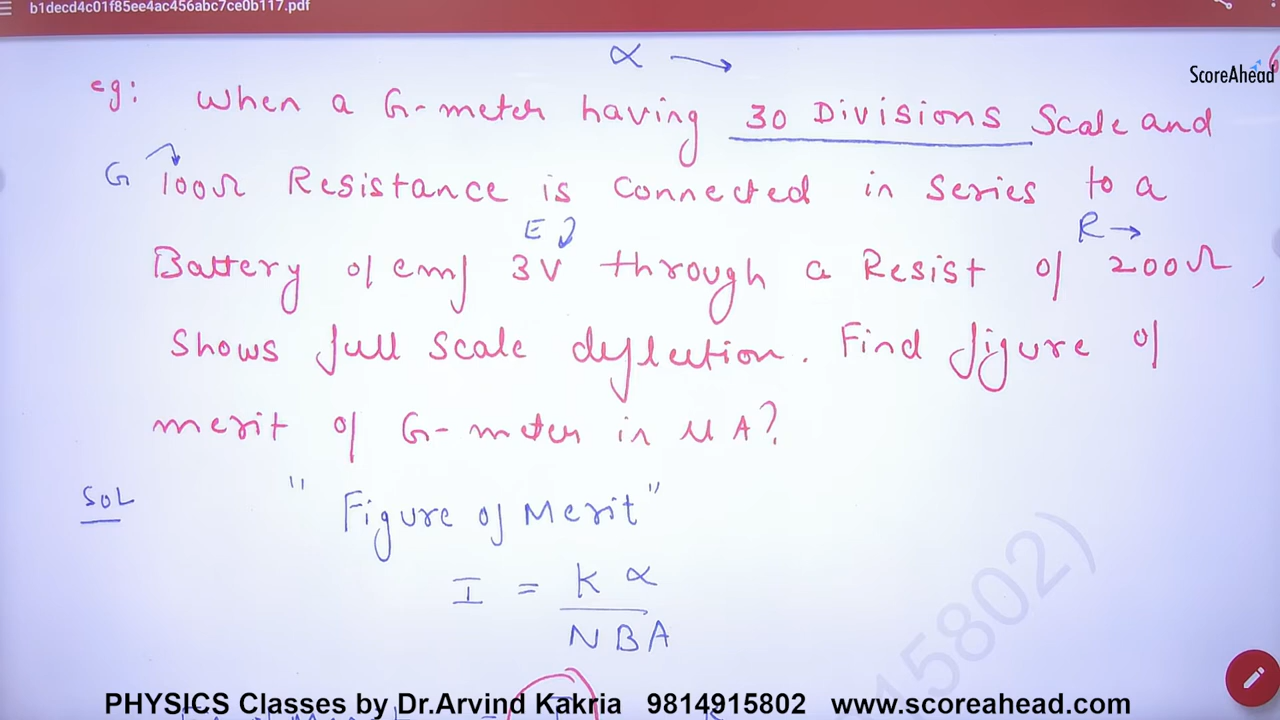 b1decd4c01f85ee4ac456abc7ce0b117.pdf
∝ →
ScoreAhead
eg: When a G-meter having 30 Divisions Scale and
G 100Ω Resistance is connected in series to a
E R →
Battery of emf 3V through a Resist of 200Ω,
Shows full scale deflection. Find figure of
merit of G-meter in μA?
SOL "Figure of Merit"
I = K ∝
NBA
45802)
PHYSICS Classes by Dr.Arvind Kakria 9814915802 www.scoreahead.com